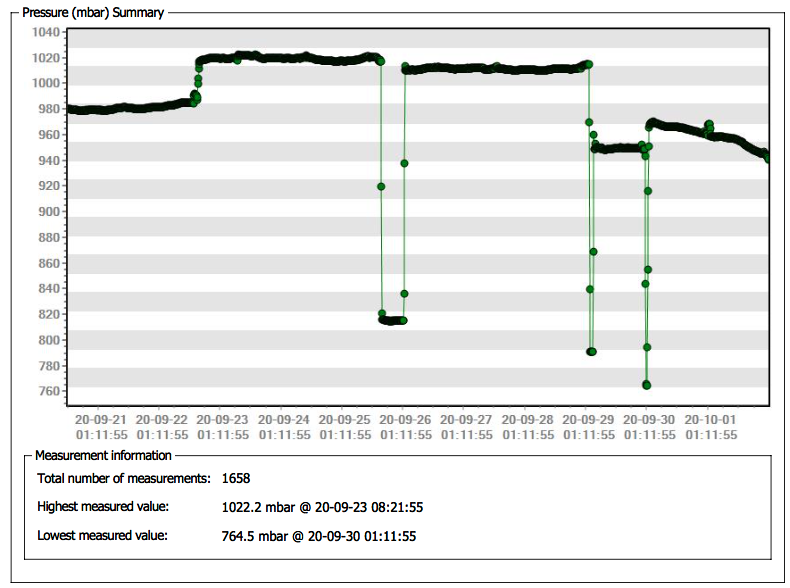 Pressure (mbar) Summary
1040
1020
1000
980
960
940
920
900
880
860
840
820
800
780
760
20-09-21 20-09-22 20-09-23 20-09-24 20-09-25 20-09-26 20-09-27 20-09-28 20-09-29 20-09-30 20-10-01
01:11:55 01:11:55 01:11:55 01:11:55 01:11:55 01:11:55 01:11:55 01:11:55 01:11:55 01:11:55 01:11:55
Measurement information
Total number of measurements: 1658
Highest measured value: 1022.2 mbar @ 20-09-23 08:21:55
Lowest measured value: 764.5 mbar @ 20-09-30 01:11:55